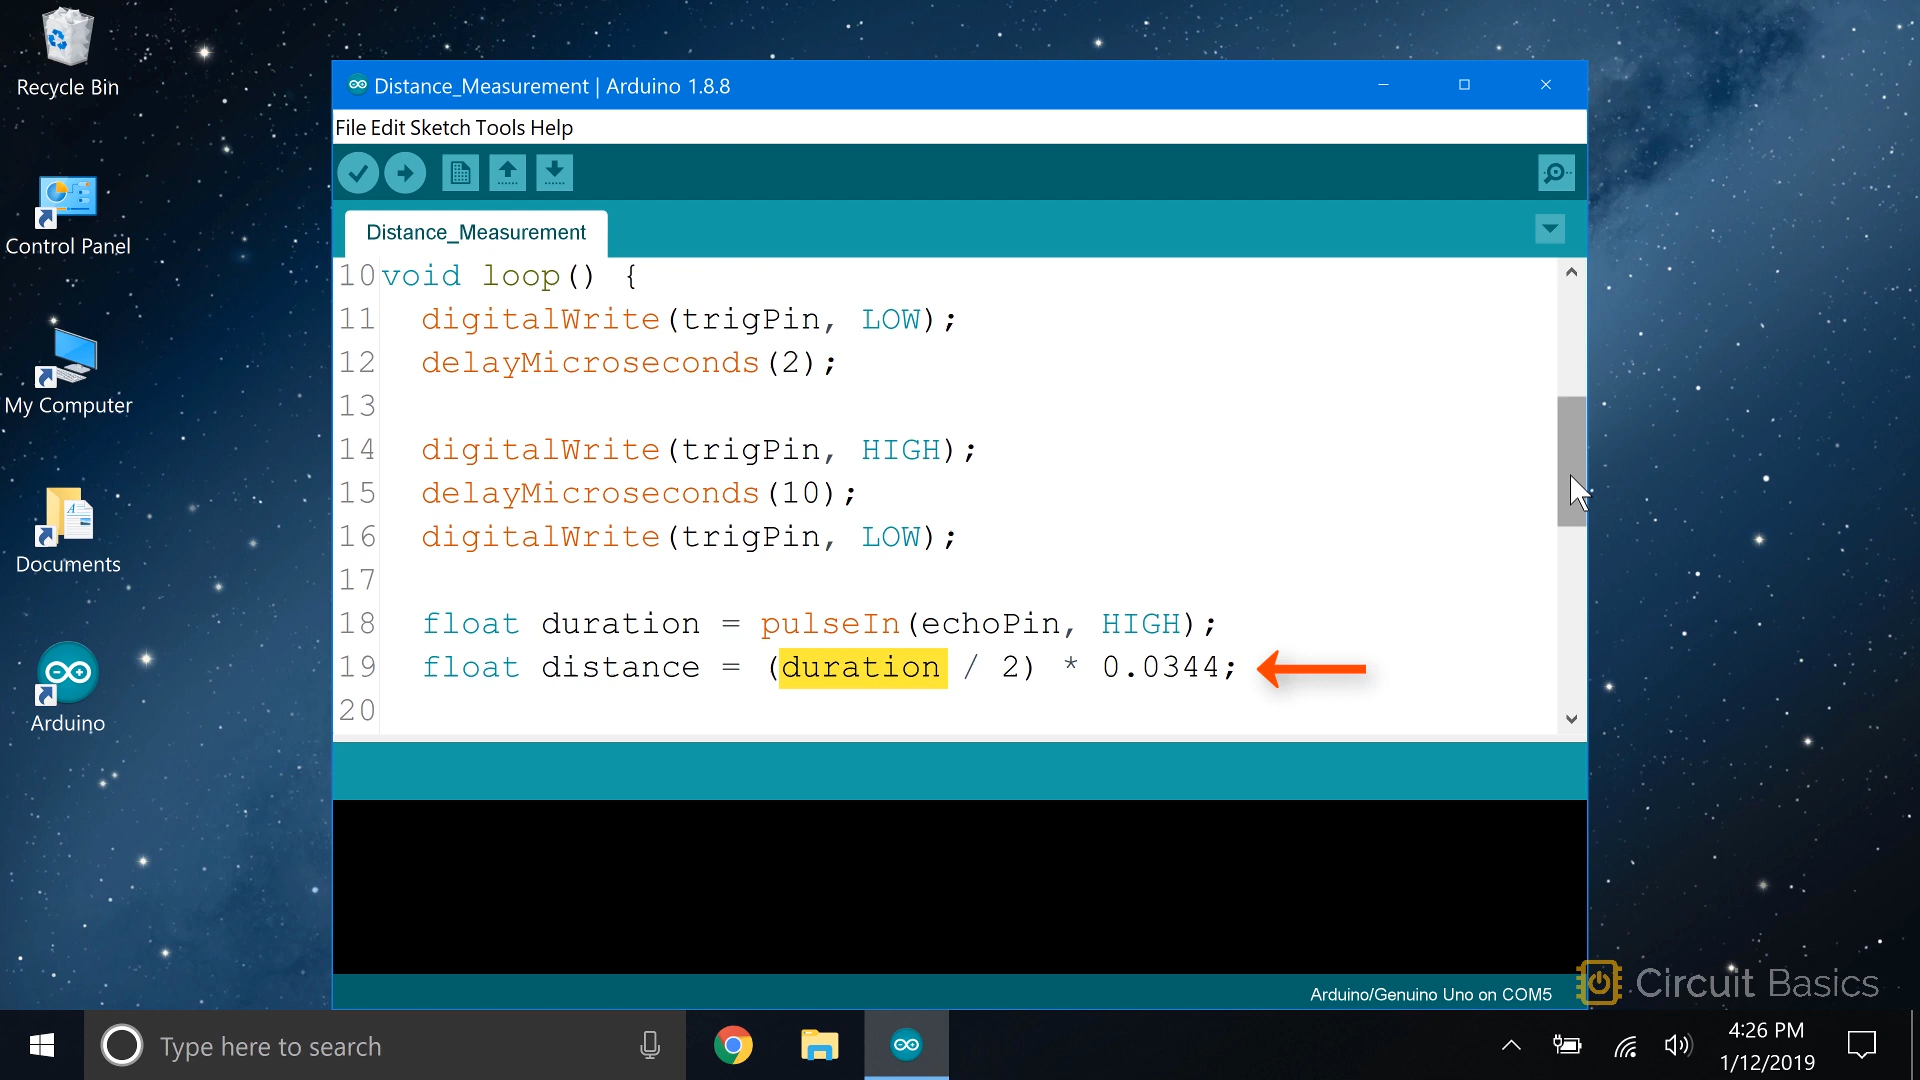 Recycle Bin
Control Panel
My Computer
Documents
Arduino
Distance_Measurement | Arduino 1.8.8
File Edit Sketch Tools Help
Distance_Measurement
10 void loop() {
11 digitalWrite(trigPin, LOW);
12 delayMicroseconds(2);
13
14 digitalWrite(trigPin, HIGH);
15 delayMicroseconds(10);
16 digitalWrite(trigPin, LOW);
17
18 float duration = pulseIn(echoPin, HIGH);
19 float distance = (duration / 2) * 0.0344;
20
Arduino/Genuino Uno on COM5
Circuit Basics
Type here to search
4:26 PM
1/12/2019